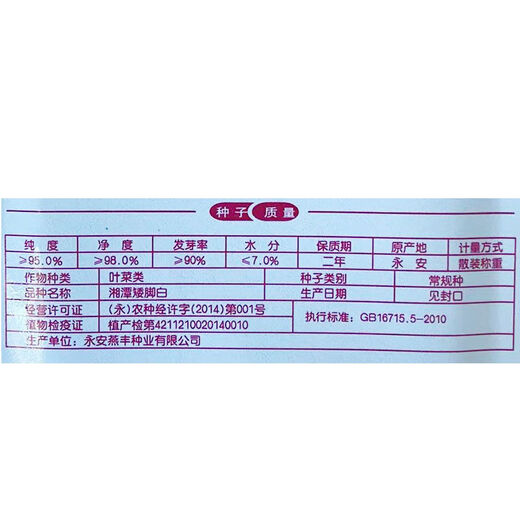 种子质量
纯度 净度 发芽率 水分 保质期 原产地 计量方式
≥95.0% ≥98.0% ≥90% ≤7.0% 二年 永安 散装称重
作物种类 叶菜类 种子类别 常规种
品种名称 湘潭矮脚白 生产日期 见封口
经营许可证 (永)农种经许字(2014)第001号
植物检疫证 植产检第4211210020140010
执行标准：GB16715.5-2010
生产单位：永安燕丰种业有限公司